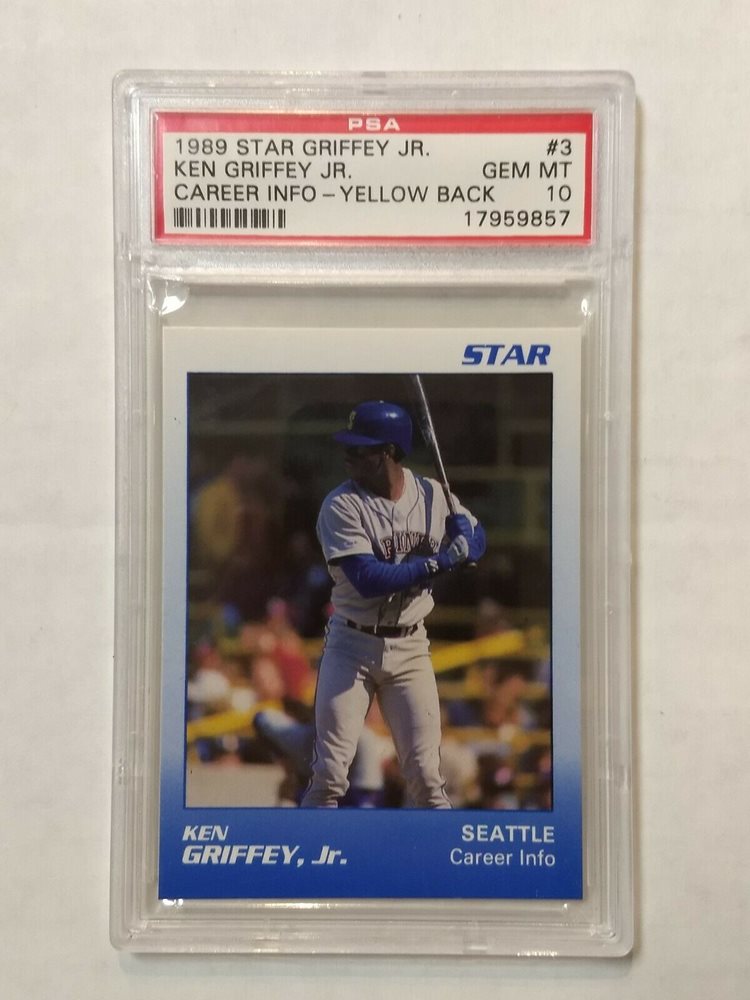 PSA
1989 STAR GRIFFEY JR. #3
KEN GRIFFEY JR. GEM MT
CAREER INFO – YELLOW BACK 10
17959857
STAR
KEN SEATTLE
GRIFFEY, Jr. Career Info